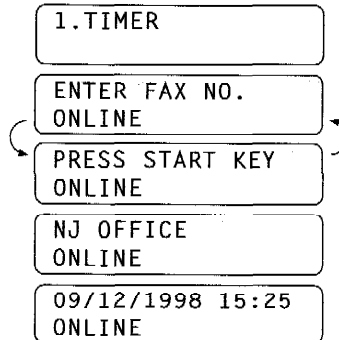 1.TIMER
ENTER FAX NO.
ONLINE
PRESS START KEY
ONLINE
NJ OFFICE
ONLINE
09/12/1998 15:25
ONLINE